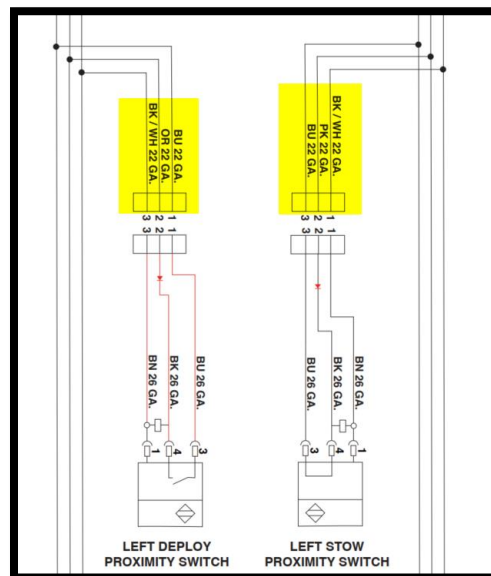 BK / WH 22 GA.
OR 22 GA.
BU 22 GA.
3 2 1
3 2 1
BN 26 GA.
BK 26 GA.
BU 26 GA.
1 4 3
LEFT DEPLOY
PROXIMITY SWITCH
BU 22 GA.
PK 22 GA.
BK / WH 22 GA.
3 2 1
3 2 1
BU 26 GA.
BK 26 GA.
BN 26 GA.
3 4 1
LEFT STOW
PROXIMITY SWITCH